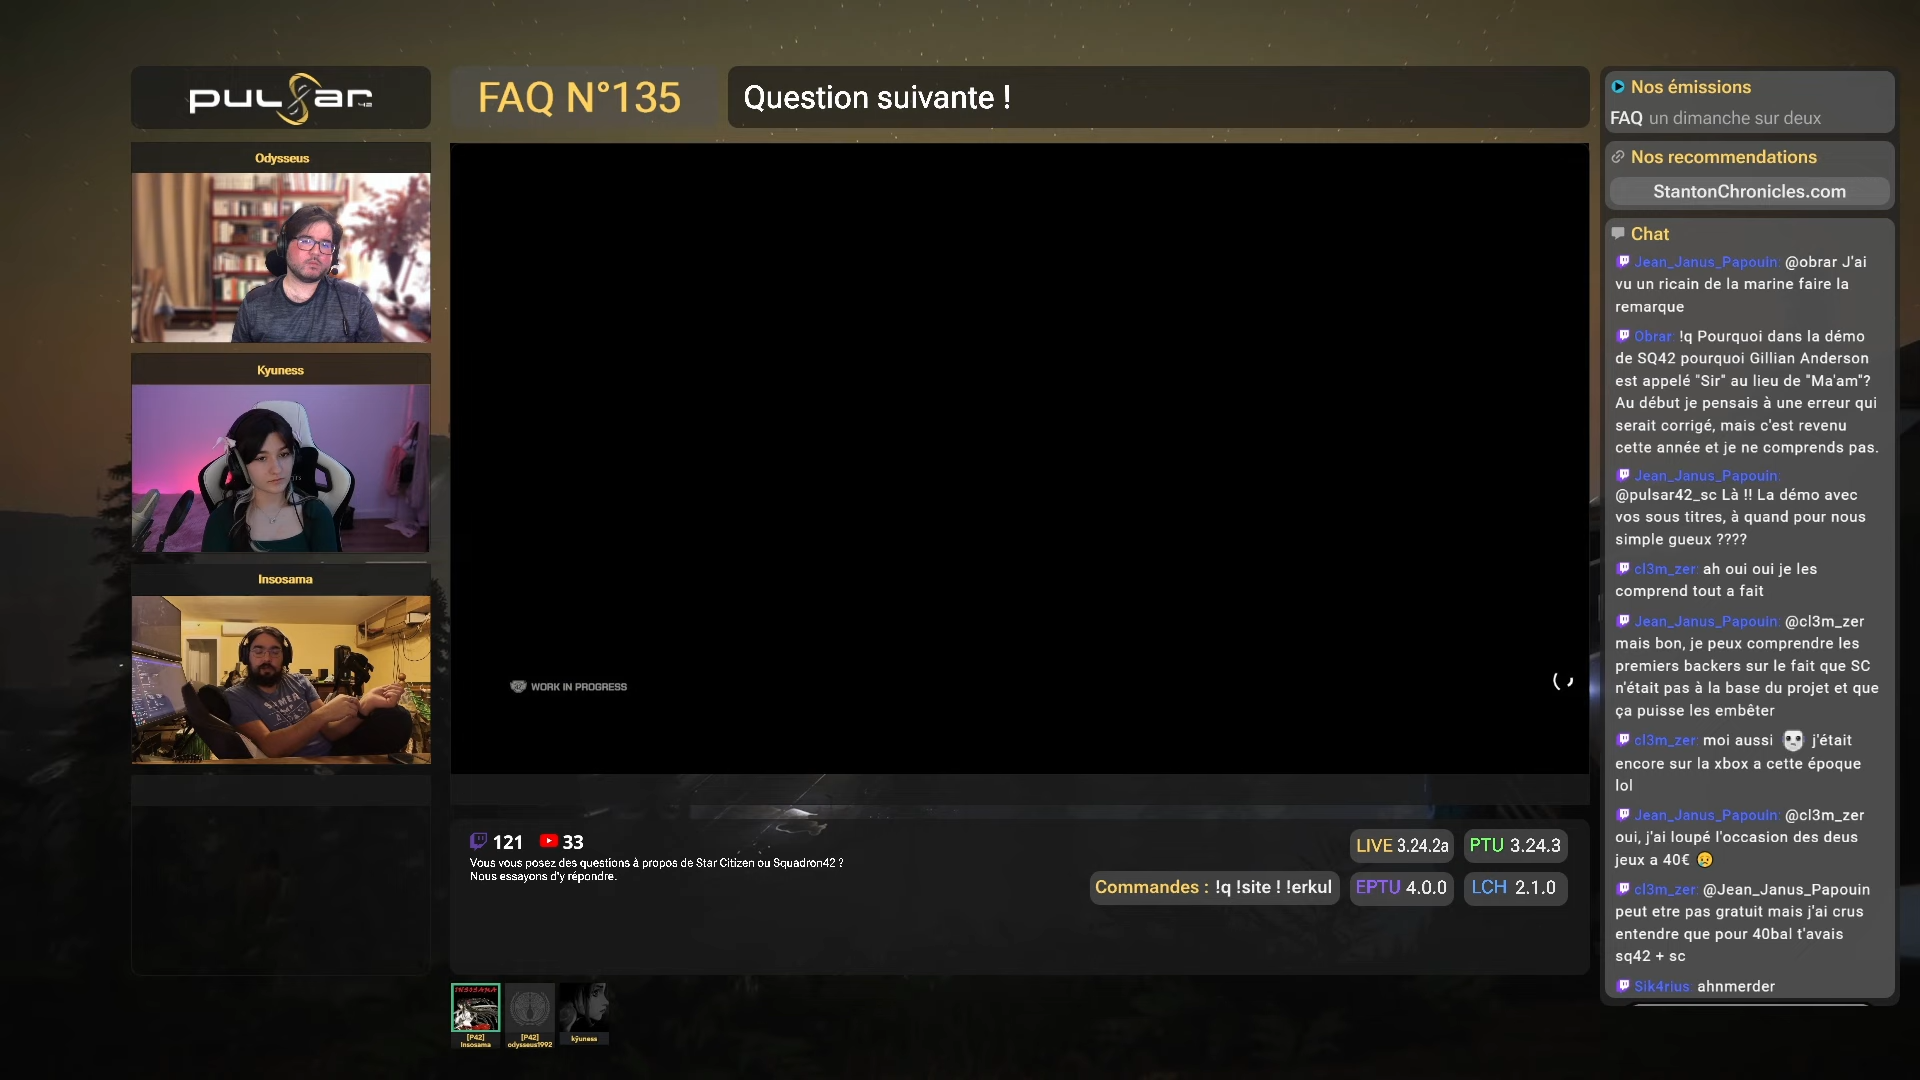 pulsar 42
FAQ N°135
Question suivante !
Nos émissions
FAQ un dimanche sur deux
Nos recommendations
StantonChronicles.com
Odysseus
Kyuness
Insosama
WORK IN PROGRESS
Chat
Jean_Janus_Papouin: @obrar J'ai
vu un ricain de la marine faire la
remarque
Obrar: !q Pourquoi dans la démo
de SQ42 pourquoi Gillian Anderson
est appelé "Sir" au lieu de "Ma'am"?
Au début je pensais à une erreur qui
serait corrigé, mais c'est revenu
cette année et je ne comprends pas.
Jean_Janus_Papouin:
@pulsar42_sc Là !! La démo avec
vos sous titres, à quand pour nous
simple gueux ????
cl3m_zer: ah oui oui je les
comprend tout a fait
Jean_Janus_Papouin: @cl3m_zer
mais bon, je peux comprendre les
premiers backers sur le fait que SC
n'était pas à la base du projet et que
ça puisse les embêter
cl3m_zer: moi aussi j'était
encore sur la xbox a cette époque
lol
Jean_Janus_Papouin: @cl3m_zer
oui, j'ai loupé l'occasion des deus
jeux a 40€
cl3m_zer: @Jean_Janus_Papouin
peut etre pas gratuit mais j'ai crus
entendre que pour 40bal t'avais
sq42 + sc
Sik4rius: ahnmerder
121 33
Vous vous posez des questions à propos de Star Citizen ou Squadron42 ?
Nous essayons d'y répondre.
LIVE 3.24.2a
PTU 3.24.3
Commandes : !q !site ! !erkul
EPTU 4.0.0
LCH 2.1.0
INSOSAMA
[P42]
Insosama
[P42]
odysseus1992
kÿuness